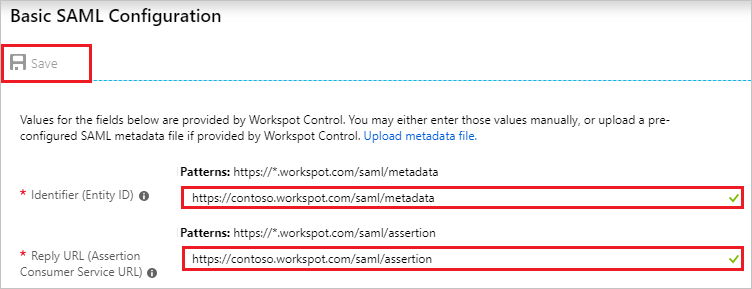 Basic SAML Configuration
Save
Values for the fields below are provided by Workspot Control. You may either enter those values manually, or upload a pre-
configured SAML metadata file if provided by Workspot Control. Upload metadata file.
Patterns: https://*.workspot.com/saml/metadata
* Identifier (Entity ID)
https://contoso.workspot.com/saml/metadata
Patterns: https://*.workspot.com/saml/assertion
* Reply URL (Assertion
Consumer Service URL)
https://contoso.workspot.com/saml/assertion